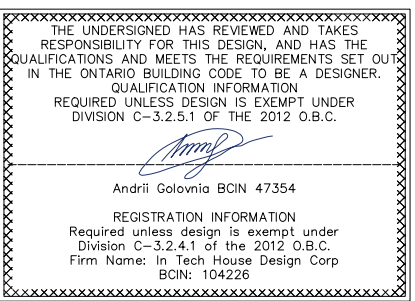 THE UNDERSIGNED HAS REVIEWED AND TAKES
RESPONSIBILITY FOR THIS DESIGN, AND HAS THE
QUALIFICATIONS AND MEETS THE REQUIREMENTS SET OUT
IN THE ONTARIO BUILDING CODE TO BE A DESIGNER.
QUALIFICATION INFORMATION
REQUIRED UNLESS DESIGN IS EXEMPT UNDER
DIVISION C-3.2.5.1 OF THE 2012 O.B.C.
Andrii Golovnia BCIN 47354
REGISTRATION INFORMATION
Required unless design is exempt under
Division C-3.2.4.1 of the 2012 O.B.C.
Firm Name: In Tech House Design Corp
BCIN: 104226